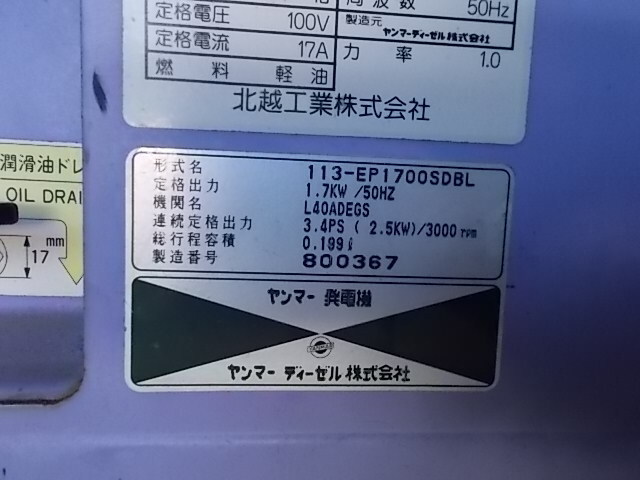 周波数 50Hz
定格電圧 100V
製造元 ヤンマーディーゼル株式会社
定格電流 17A
力率 1.0
燃料 軽油
北越工業株式会社
潤滑油ドレ
OIL DRAI
mm
17
形式名 113-EP1700SDBL
定格出力 1.7KW/50HZ
機関名 L40ADEGS
連続定格出力 3.4PS ( 2.5KW)/3000 rpm
総行程容積 0.199ℓ
製造番号 800367
ヤンマー 発電機
ヤンマー ディーゼル 株式会社